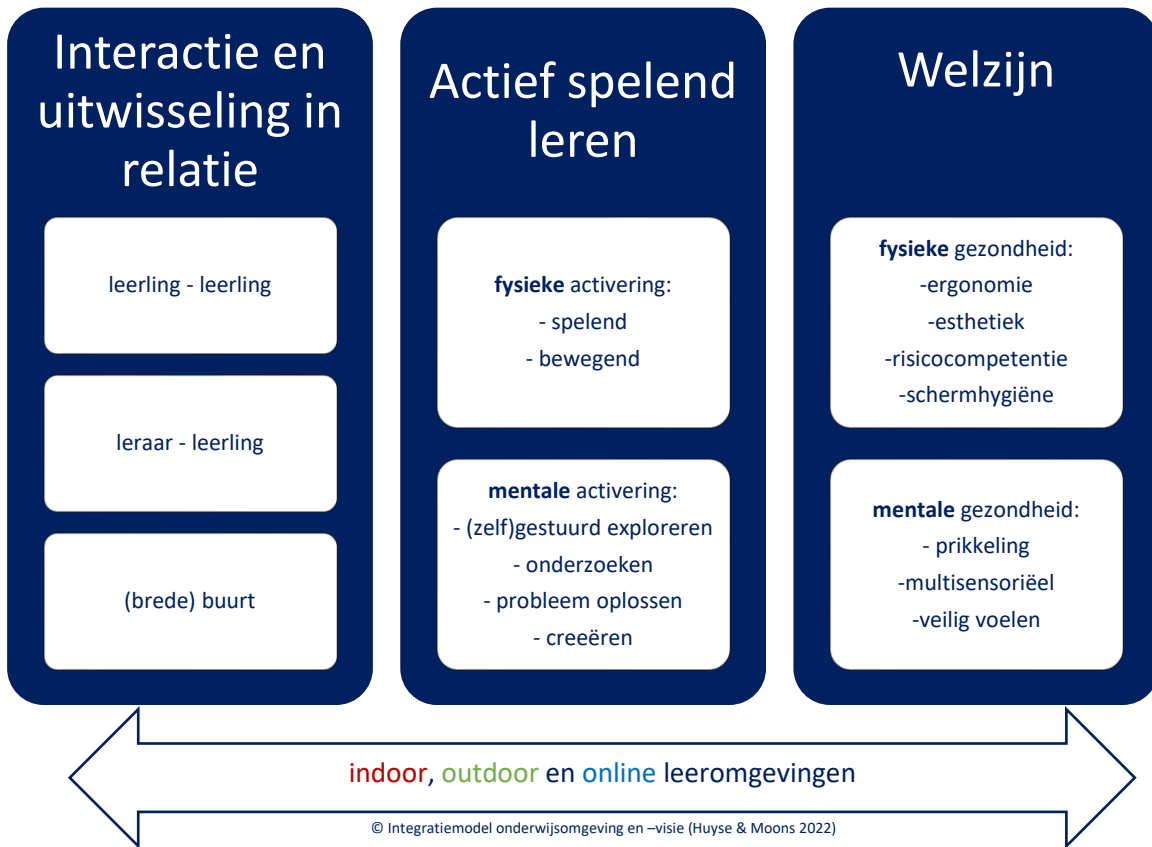 Interactie en
uitwisseling in
relatie
leerling - leerling
leraar - leerling
(brede) buurt
Actief spelend
leren
fysieke activering:
- spelend
- bewegend
mentale activering:
- (zelf)gestuurd exploreren
- onderzoeken
- probleem oplossen
- creeëren
Welzijn
fysieke gezondheid:
-ergonomie
-esthetiek
-risicocompetentie
-schermhygiëne
mentale gezondheid:
- prikkeling
-multisensoriëel
-veilig voelen
indoor, outdoor en online leeromgevingen
© Integratiemodel onderwijsomgeving en –visie (Huyse & Moons 2022)